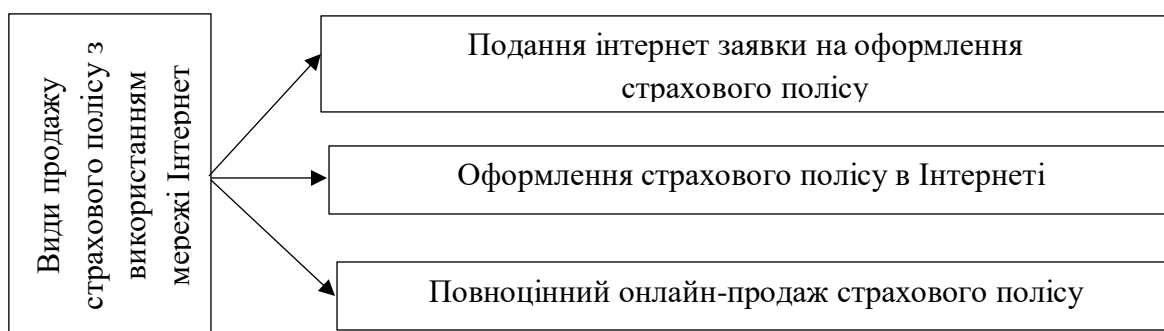 Види продажу
страхового полісу з
використанням
мережі Інтернет
Подання інтернет заявки на оформлення
страхового полісу
Оформлення страхового полісу в Інтернеті
Повноцінний онлайн-продаж страхового полісу